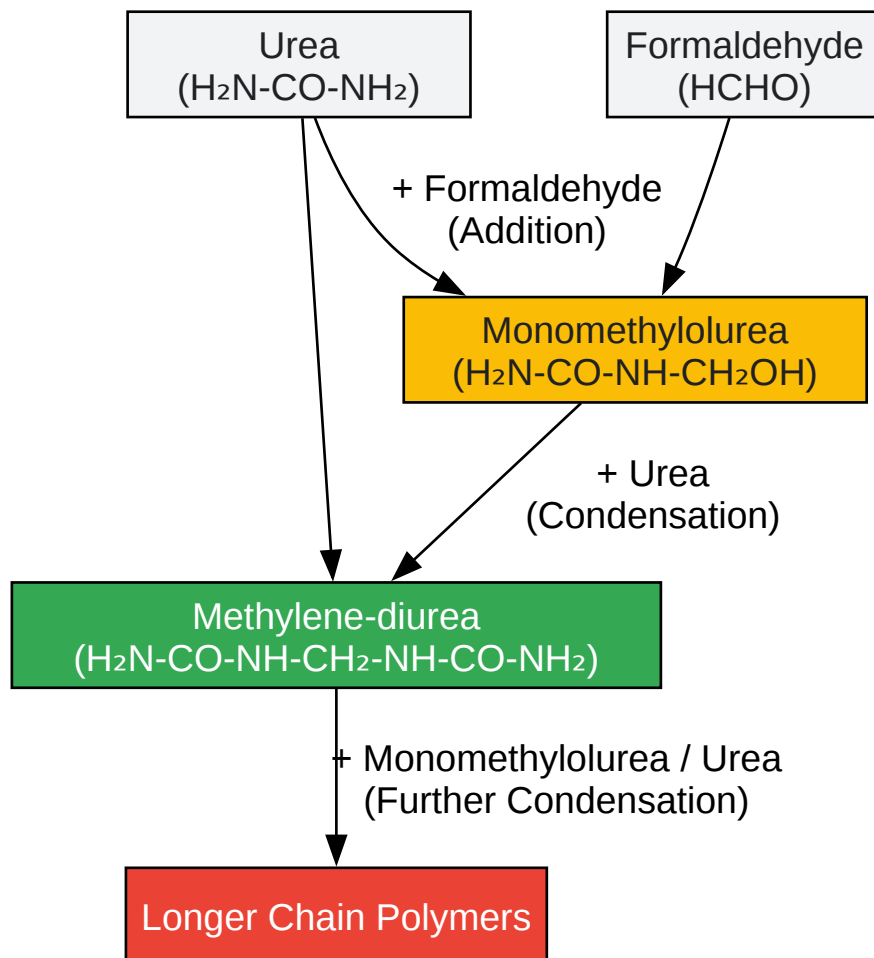 Urea
(H₂N-CO-NH₂)
Formaldehyde
(HCHO)
+ Formaldehyde
(Addition)
Monomethylolurea
(H₂N-CO-NH-CH₂OH)
+ Urea
(Condensation)
Methylene-diurea
(H₂N-CO-NH-CH₂-NH-CO-NH₂)
+ Monomethylolurea / Urea
(Further Condensation)
Longer Chain Polymers